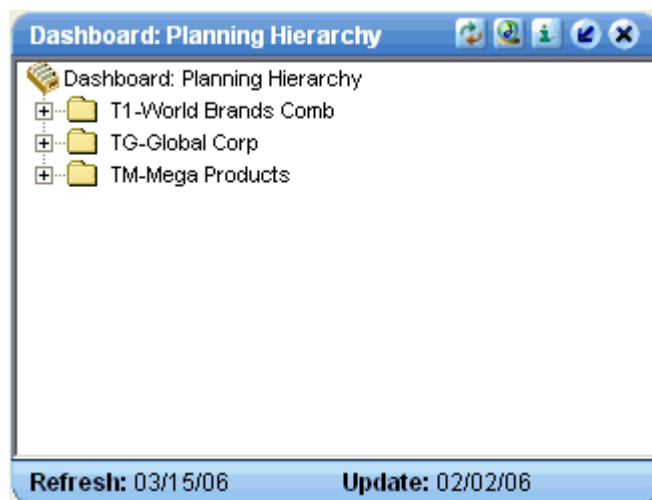 Dashboard: Planning Hierarchy
Dashboard: Planning Hierarchy
T1-World Brands Comb
TG-Global Corp
TM-Mega Products
Refresh: 03/15/06 Update: 02/02/06